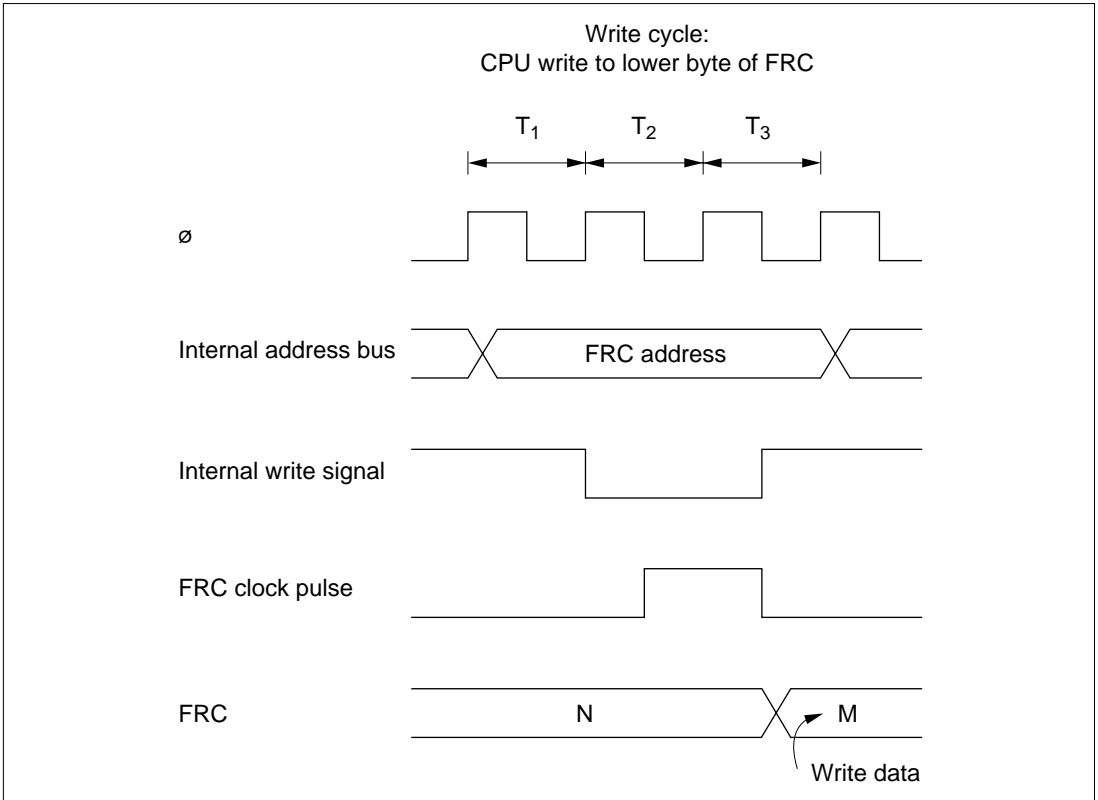 Write cycle:
CPU write to lower byte of FRC
T1 T2 T3
ø
Internal address bus
FRC address
Internal write signal
FRC clock pulse
FRC
N
M
Write data